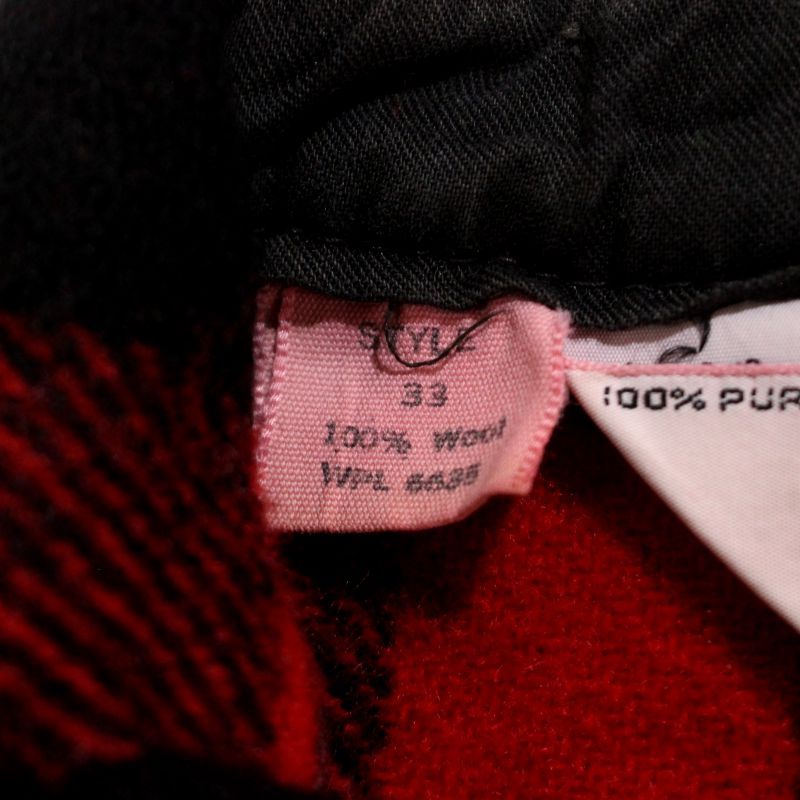 STYLE
33
100% Wool
WPL 6635
100% PUR